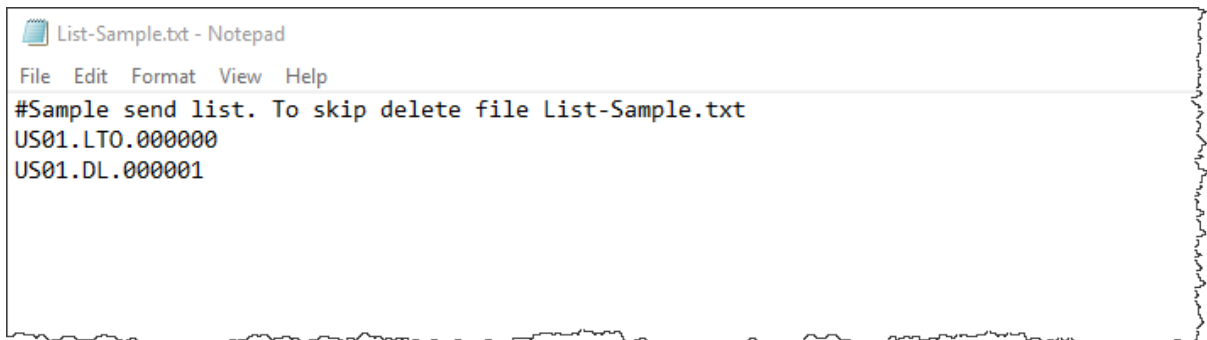 List-Sample.txt - Notepad
File Edit Format View Help
#Sample send list. To skip delete file List-Sample.txt
US01.LTO.000000
US01.DL.000001